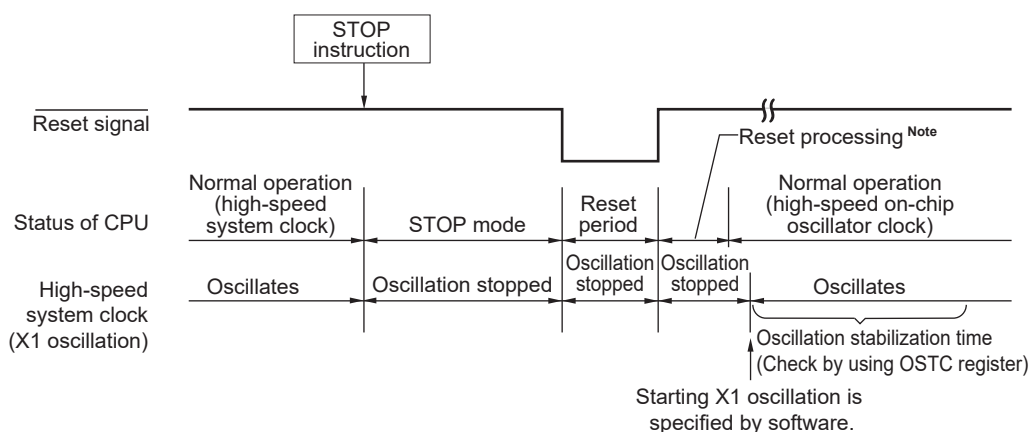 STOP
instruction
Reset signal
Reset processing Note
Status of CPU
Normal operation
(high-speed
system clock)
STOP mode
Reset
period
Normal operation
(high-speed on-chip
oscillator clock)
High-speed
system clock
(X1 oscillation)
Oscillates
Oscillation stopped
Oscillation
stopped
Oscillation
stopped
Oscillates
Oscillation stabilization time
(Check by using OSTC register)
Starting X1 oscillation is
specified by software.